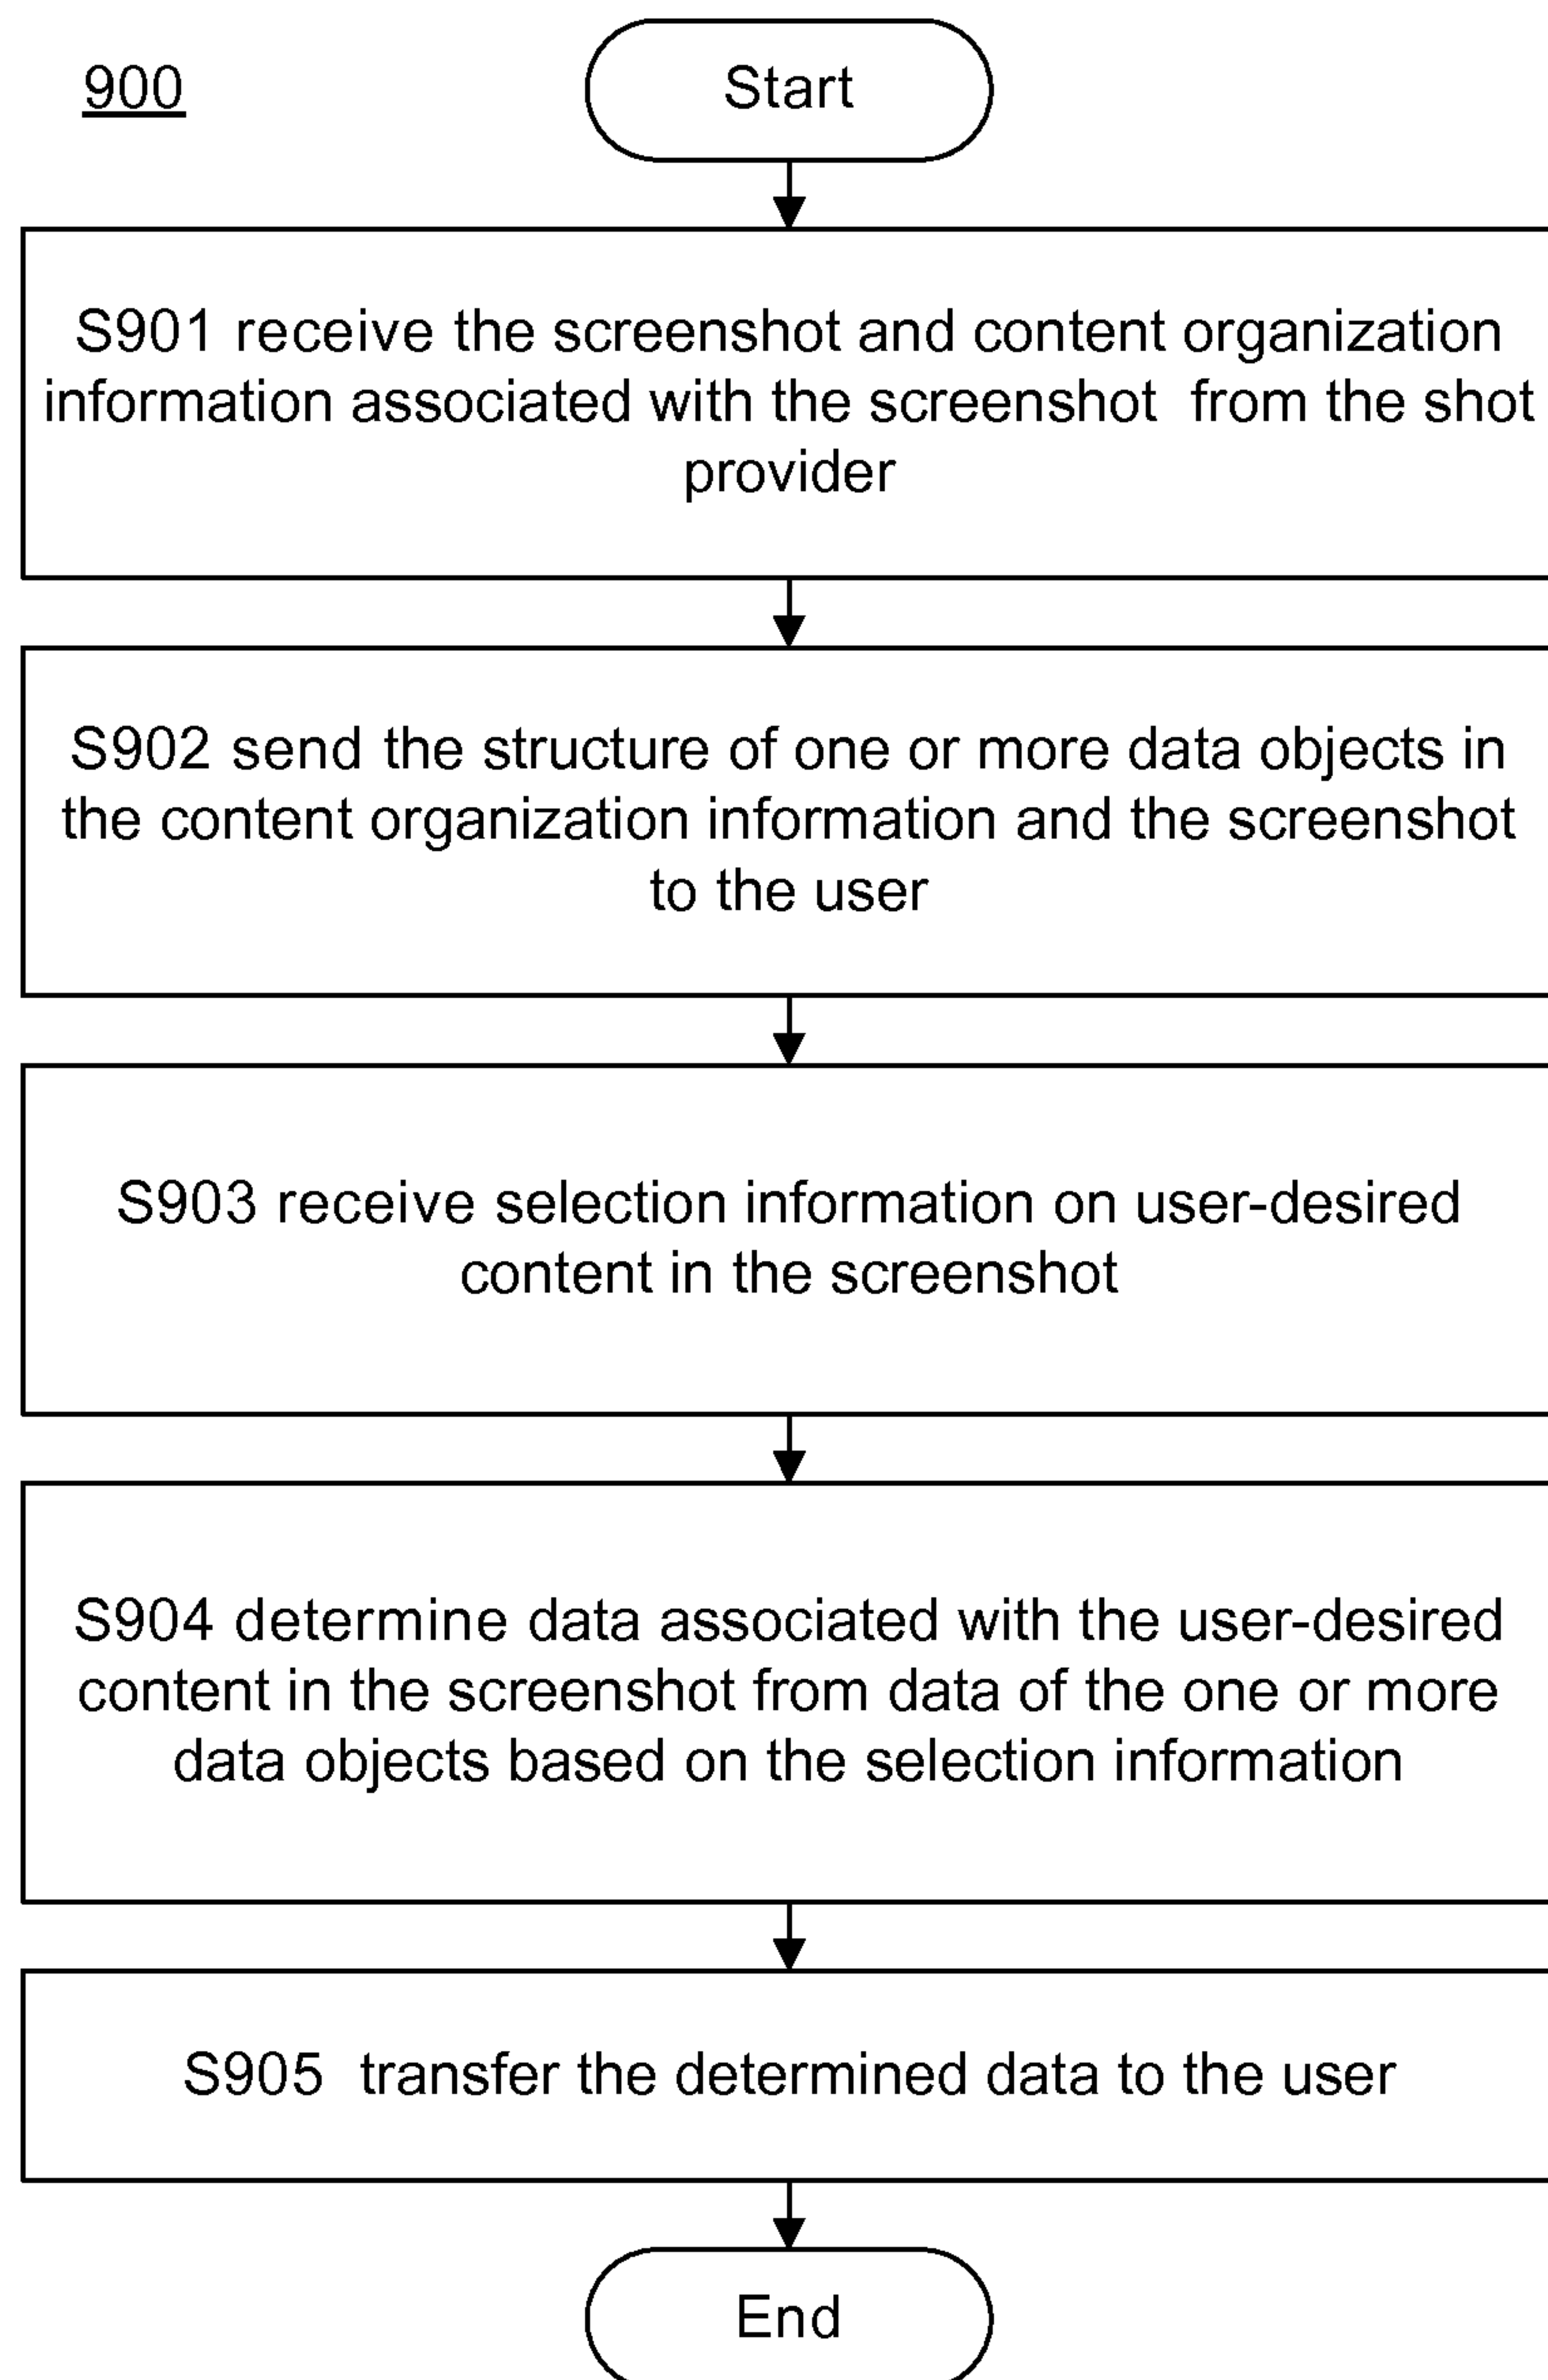 900
Start
S901 receive the screenshot and content organization
information associated with the screenshot from the shot
provider
S902 send the structure of one or more data objects in
the content organization information and the screenshot
to the user
S903 receive selection information on user-desired
content in the screenshot
S904 determine data associated with the user-desired
content in the screenshot from data of the one or more
data objects based on the selection information
S905 transfer the determined data to the user
End